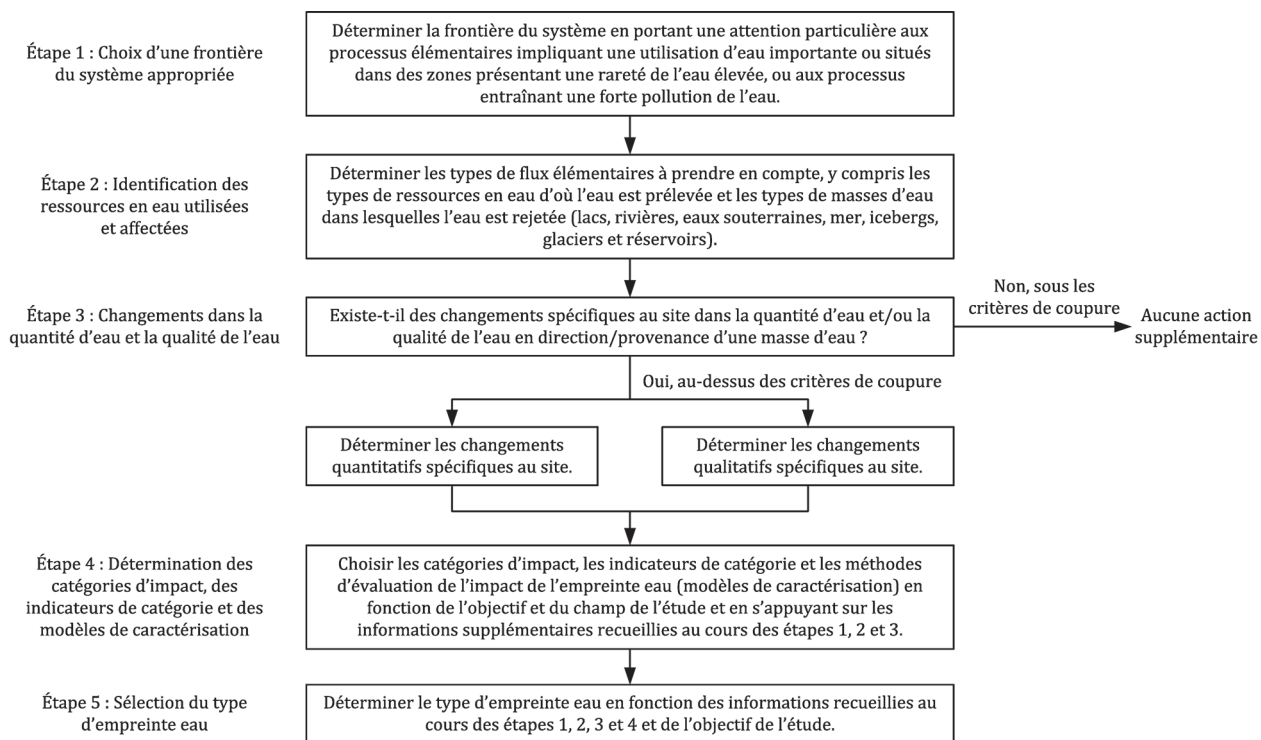 Étape 1 : Choix d’une frontière
du système appropriée
Déterminer la frontière du système en portant une attention particulière aux
processus élémentaires impliquant une utilisation d’eau importante ou situés
dans des zones présentant une rareté de l’eau élevée, ou aux processus
entraînant une forte pollution de l’eau.
Étape 2 : Identification des
ressources en eau utilisées
et affectées
Déterminer les types de flux élémentaires à prendre en compte, y compris les
types de ressources en eau d’où l’eau est prélevée et les types de masses d’eau
dans lesquelles l’eau est rejetée (lacs, rivières, eaux souterraines, mer, icebergs,
glaciers et réservoirs).
Étape 3 : Changements dans la
quantité d’eau et la qualité de l’eau
Existe-t-il des changements spécifiques au site dans la quantité d’eau et/ou la
qualité de l’eau en direction/provenance d’une masse d’eau ?
Non, sous les
critères de coupure
Aucune action
supplémentaire
Oui, au-dessus des critères de coupure
Déterminer les changements
quantitatifs spécifiques au site.
Déterminer les changements
qualitatifs spécifiques au site.
Étape 4 : Détermination des
catégories d’impact, des
indicateurs de catégorie et des
modèles de caractérisation
Choisir les catégories d’impact, les indicateurs de catégorie et les méthodes
d’évaluation de l’impact de l’empreinte eau (modèles de caractérisation) en
fonction de l’objectif et du champ de l’étude et en s’appuyant sur les
informations supplémentaires recueillies au cours des étapes 1, 2 et 3.
Étape 5 : Sélection du type
d’empreinte eau
Déterminer le type d’empreinte eau en fonction des informations recueillies au
cours des étapes 1, 2, 3 et 4 et de l’objectif de l’étude.